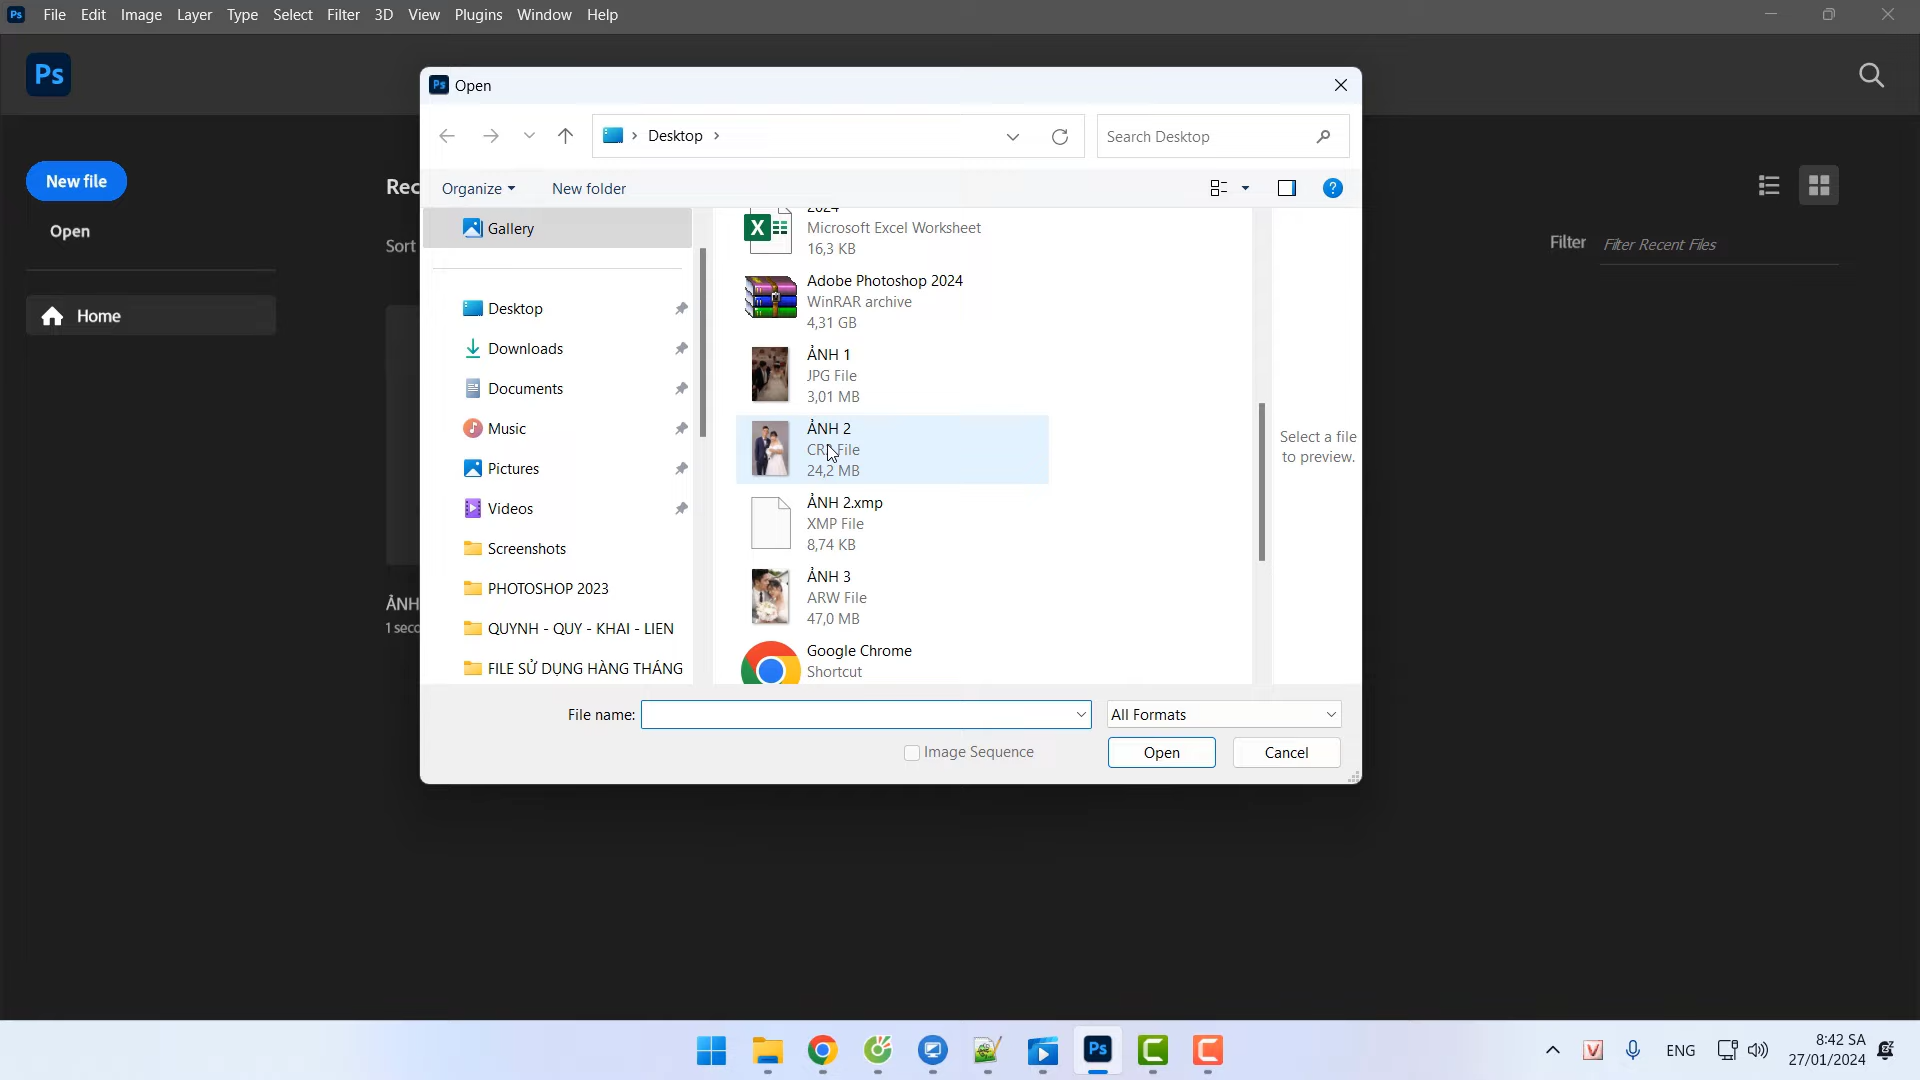 Ps File Edit Image Layer Type Select Filter 3D View Plugins Window Help
Ps
Ps Open
Desktop
Search Desktop
New file
Rec
Organize
New folder
Open
Sort
Filter
Filter Recent Files
Home
Gallery
Desktop
Downloads
Documents
Music
Pictures
Videos
Screenshots
PHOTOSHOP 2023
QUYNH - QUY - KHAI - LIEN
FILE SỬ DỤNG HÀNG THÁNG
2024
Microsoft Excel Worksheet
16,3 KB
Adobe Photoshop 2024
WinRAR archive
4,31 GB
ẢNH 1
JPG File
3,01 MB
ẢNH 2
File
24,2 MB
ẢNH 2.xmp
XMP File
8,74 KB
ẢNH 3
ARW File
47,0 MB
Google Chrome
Shortcut
Select a file
to preview.
ẢNH
1 seco
File name:
All Formats
Image Sequence
Open
Cancel
Ps
ENG
8:42 SA
27/01/2024